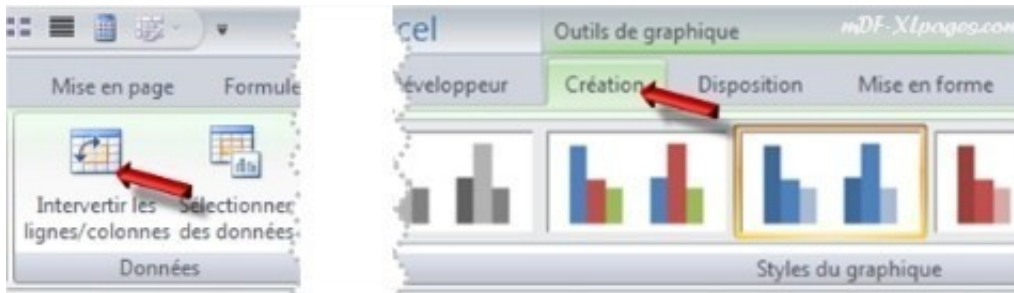 cel
Outils de graphique
mDF-XLpages.com
Mise en page
Formule
éveloppeur
Création
Disposition
Mise en forme
Intervertir les
lignes/colonnes
Sélectionner
des données
Données
Styles du graphique